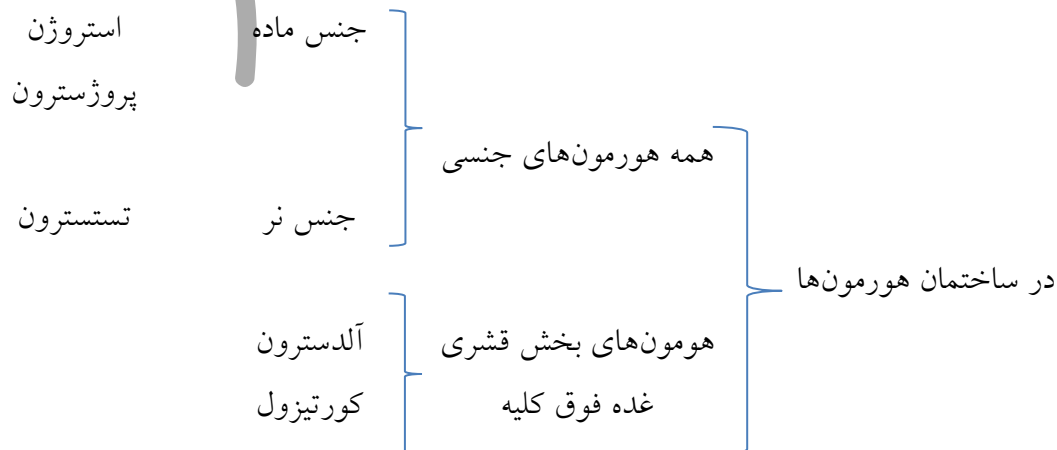 جنس ماده استروژن
پروژسترون
همه هورمون‌های جنسی
جنس نر تستسترون
در ساختمان هورمون‌ها
هومون‌های بخش قشری آلدسترون
غده فوق کلیه کورتیزول